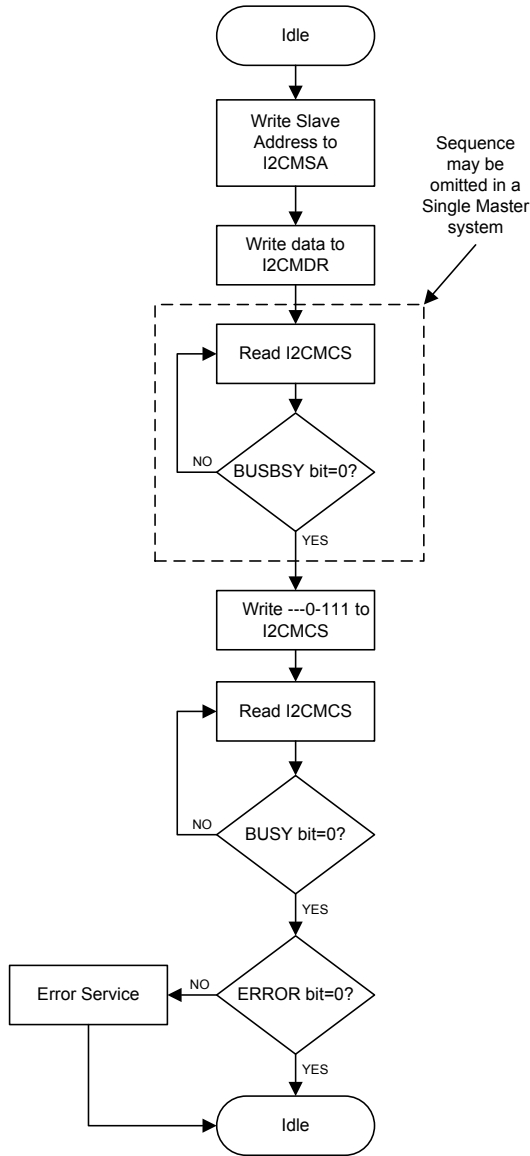 Idle
Write Slave
Address to
I2CMSA
Sequence
may be
omitted in a
Single Master
system
Write data to
I2CMDR
Read I2CMCS
BUSBSY bit=0?
NO
YES
Write ---0-111 to
I2CMCS
Read I2CMCS
BUSY bit=0?
NO
YES
ERROR bit=0?
NO
Error Service
YES
Idle